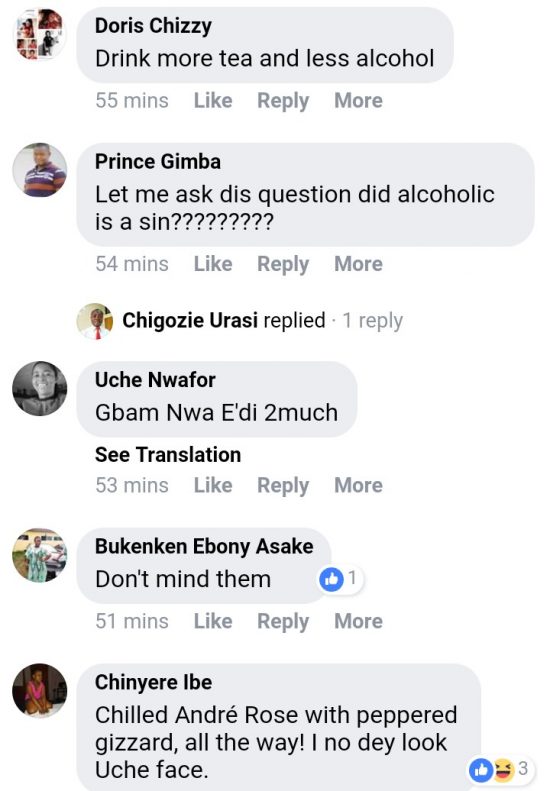 Doris Chizzy
Drink more tea and less alcohol
55 mins Like Reply More
Prince Gimba
Let me ask dis question did alcoholic
is a sin?????????
54 mins Like Reply More
Chigozie Urasi replied · 1 reply
Uche Nwafor
Gbam Nwa E'di 2much
See Translation
53 mins Like Reply More
Bukenken Ebony Asake
Don't mind them
1
51 mins Like Reply More
Chinyere Ibe
Chilled André Rose with peppered
gizzard, all the way! I no dey look
Uche face.
3